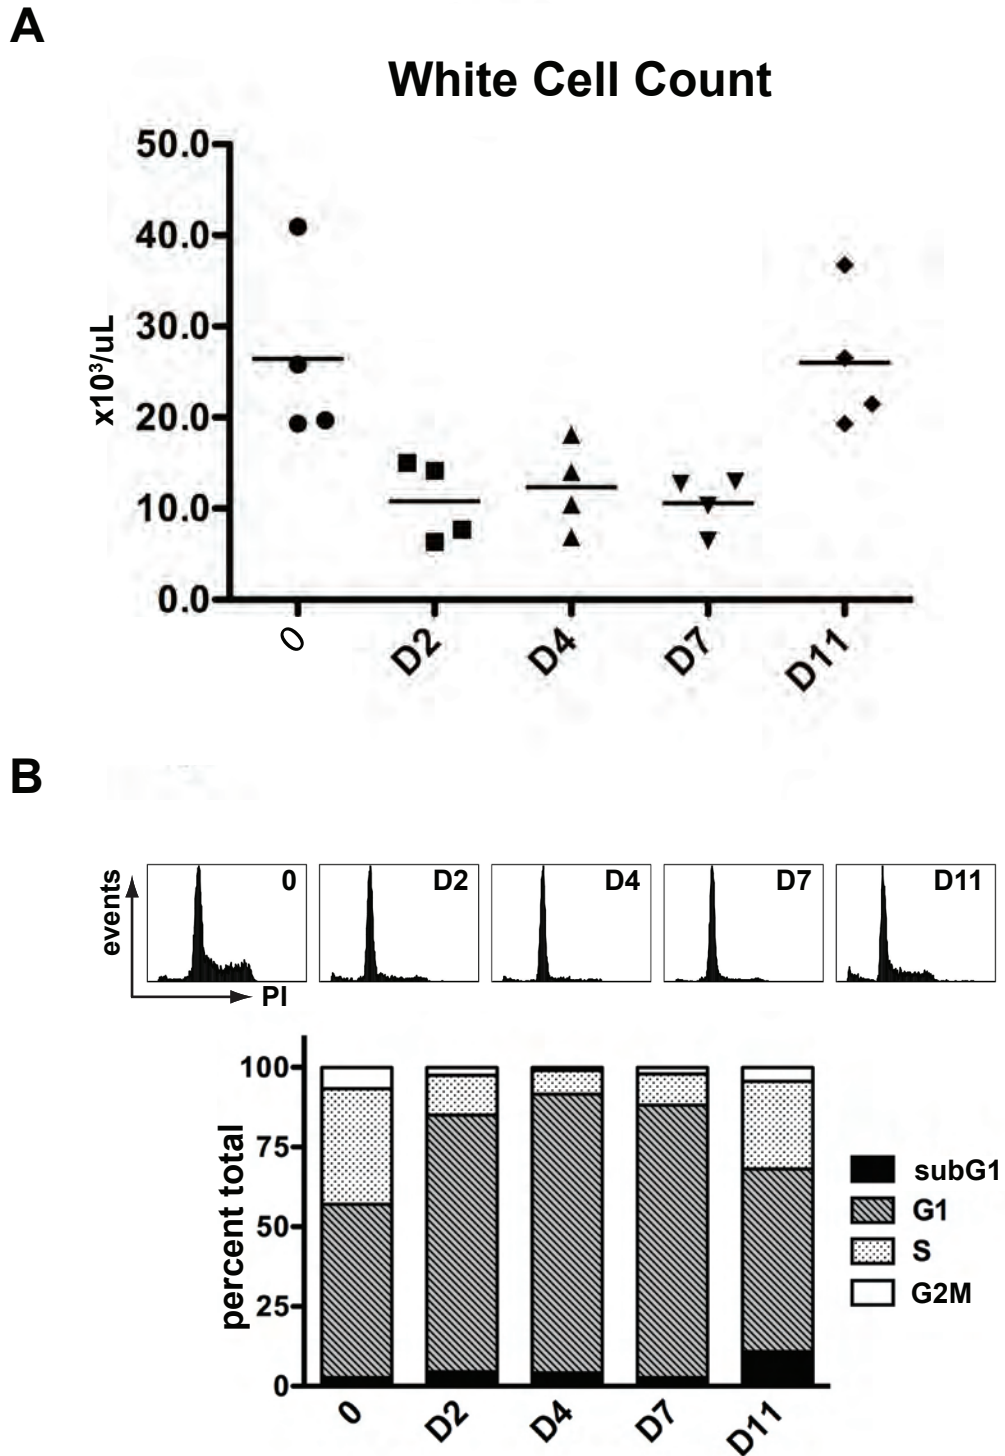 A
White Cell Count
x10³/uL
50.0
40.0
30.0
20.0
10.0
0.0
0
D2
D4
D7
D11
B
events
PI
0
D2
D4
D7
D11
percent total
100
75
50
25
0
subG1
G1
S
G2M
0
D2
D4
D7
D11